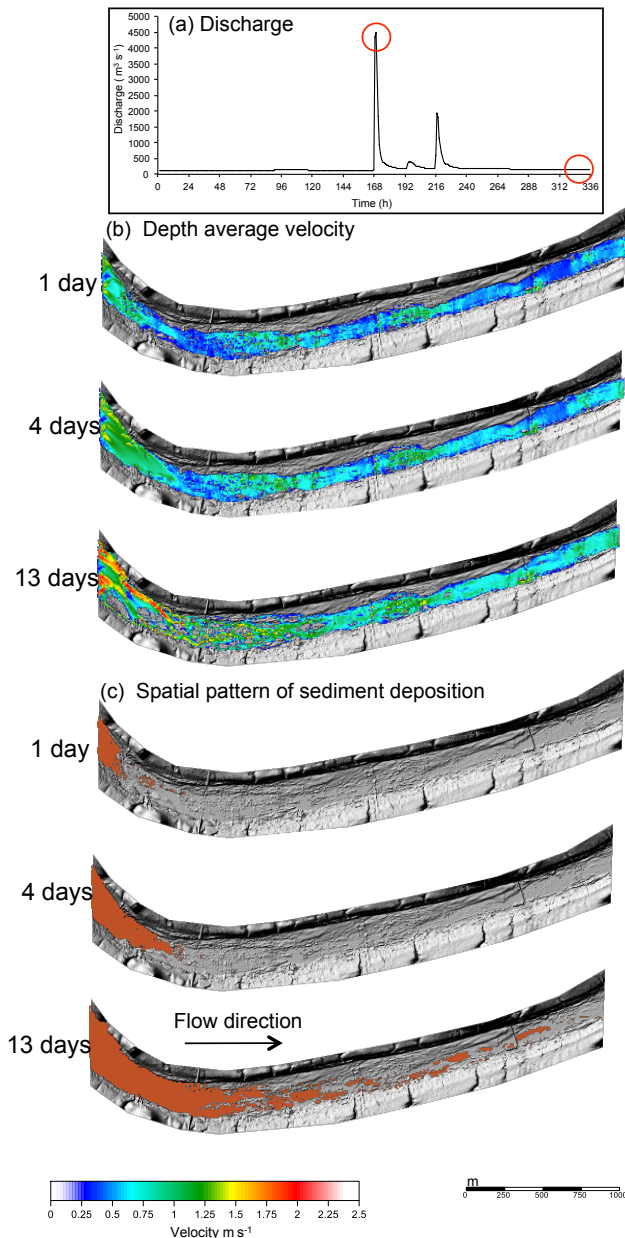 (a) Discharge
5000
4500
4000
3500
3000
2500
2000
1500
1000
500
0
Discharge ( m³ s⁻¹)
0 24 48 72 96 120 144 168 192 216 240 264 288 312 336
Time (h)
(b) Depth average velocity
1 day
4 days
13 days
(c) Spatial pattern of sediment deposition
1 day
4 days
Flow direction
13 days
0 0.25 0.5 0.75 1 1.25 1.5 1.75 2 2.25 2.5
Velocity m s⁻¹
m
0 250 500 750 1000